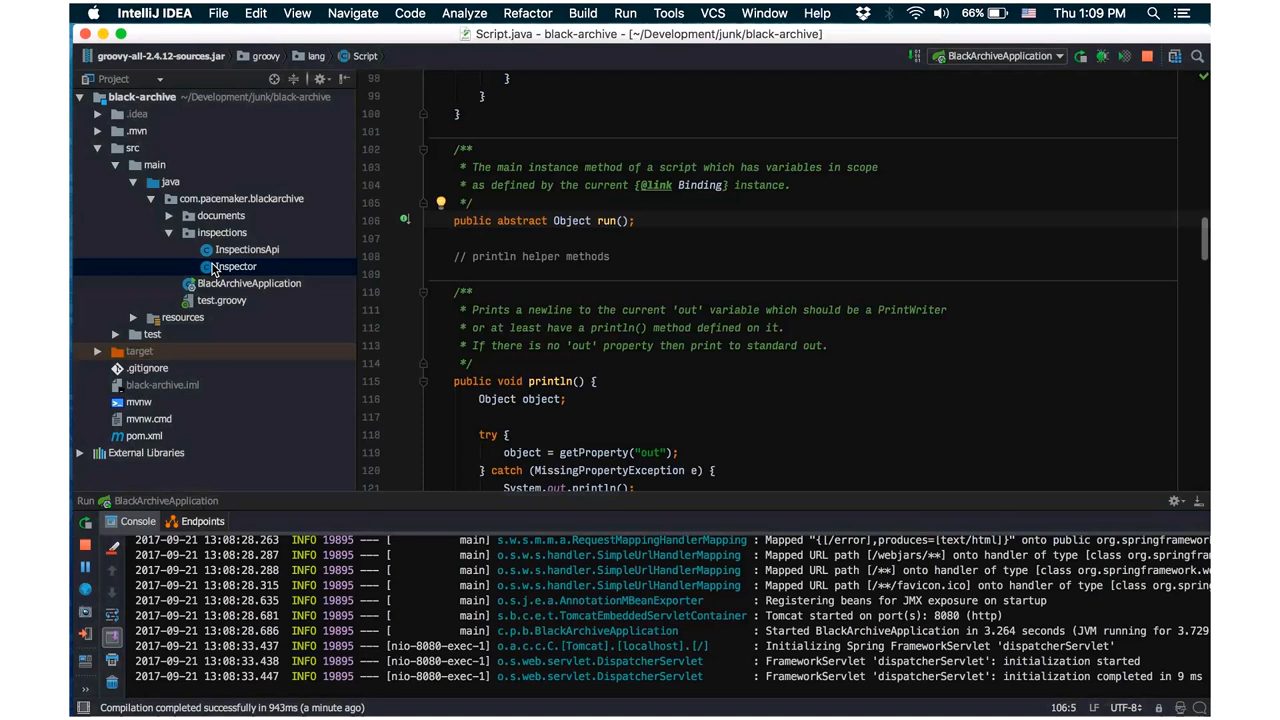 IntelliJ IDEA File Edit View Navigate Code Analyze Refactor Build Run Tools VCS Window Help 66% Thu 1:09 PM
Script.java - black-archive - [~/Development/junk/black-archive]
groovy-all-2.4.12-sources.jar groovy lang Script BlackArchiveApplication
Project
black-archive ~/Development/junk/black-archive
.idea
.mvn
src
main
java
com.pacemaker.blackarchive
documents
inspections
InspectionsApi
Inspector
BlackArchiveApplication
test.groovy
resources
test
target
.gitignore
black-archive.iml
mvnw
mvnw.cmd
pom.xml
External Libraries
98 }
99 }
100 }
101
102 /**
103 * The main instance method of a script which has variables in scope
104 * as defined by the current {@link Binding} instance.
105 */
106 public abstract Object run();
107
108 // println helper methods
109
110 /**
111 * Prints a newline to the current 'out' variable which should be a PrintWriter
112 * or at least have a println() method defined on it.
113 * If there is no 'out' property then print to standard out.
114 */
115 public void println() {
116 Object object;
117
118 try {
119 object = getProperty("out");
120 } catch (MissingPropertyException e) {
121 System.out.println();
Run BlackArchiveApplication
Console Endpoints
2017-09-21 13:08:28.263 INFO 19895 --- [ main] s.w.s.m.m.a.RequestMappingHandlerMapping : Mapped "{[/error],produces=[text/html]}" onto public org.springframework
2017-09-21 13:08:28.288 INFO 19895 --- [ main] o.s.w.s.handler.SimpleUrlHandlerMapping : Mapped URL path [/webjars/**] onto handler of type [class org.springframework.w
2017-09-21 13:08:28.288 INFO 19895 --- [ main] o.s.w.s.handler.SimpleUrlHandlerMapping : Mapped URL path [/**] onto handler of type [class org.springframework.web
2017-09-21 13:08:28.315 INFO 19895 --- [ main] o.s.w.s.handler.SimpleUrlHandlerMapping : Mapped URL path [/**/favicon.ico] onto handler of type [class org.springframe
2017-09-21 13:08:28.635 INFO 19895 --- [ main] o.s.j.e.a.AnnotationMBeanExporter : Registering beans for JMX exposure on startup
2017-09-21 13:08:28.681 INFO 19895 --- [ main] s.b.c.e.t.TomcatEmbeddedServletContainer : Tomcat started on port(s): 8080 (http)
2017-09-21 13:08:28.686 INFO 19895 --- [ main] c.p.b.BlackArchiveApplication : Started BlackArchiveApplication in 3.264 seconds (JVM running for 3.729
2017-09-21 13:08:33.437 INFO 19895 --- [nio-8080-exec-1] o.a.c.c.C.[Tomcat].[localhost].[/] : Initializing Spring FrameworkServlet 'dispatcherServlet'
2017-09-21 13:08:33.438 INFO 19895 --- [nio-8080-exec-1] o.s.web.servlet.DispatcherServlet : FrameworkServlet 'dispatcherServlet': initialization started
2017-09-21 13:08:33.447 INFO 19895 --- [nio-8080-exec-1] o.s.web.servlet.DispatcherServlet : FrameworkServlet 'dispatcherServlet': initialization completed in 9 ms
Compilation completed successfully in 943ms (a minute ago) 106:5 LF UTF-8